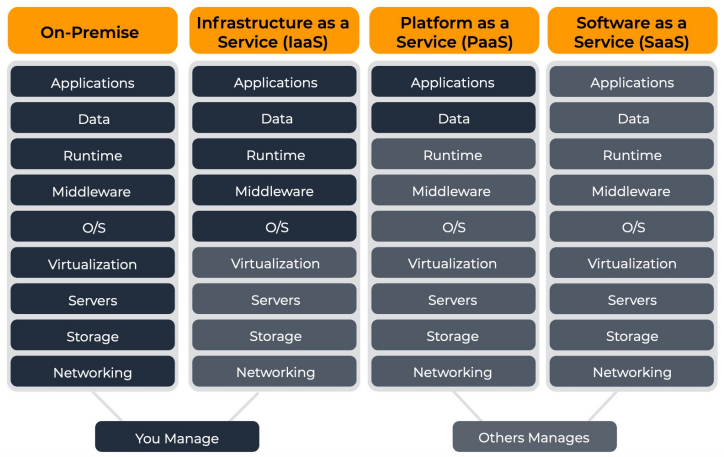 On-Premise
Applications
Data
Runtime
Middleware
O/S
Virtualization
Servers
Storage
Networking
Infrastructure as a
Service (IaaS)
Applications
Data
Runtime
Middleware
O/S
Virtualization
Servers
Storage
Networking
Platform as a
Service (PaaS)
Applications
Data
Runtime
Middleware
O/S
Virtualization
Servers
Storage
Networking
Software as a
Service (SaaS)
Applications
Data
Runtime
Middleware
O/S
Virtualization
Servers
Storage
Networking
You Manage
Others Manages